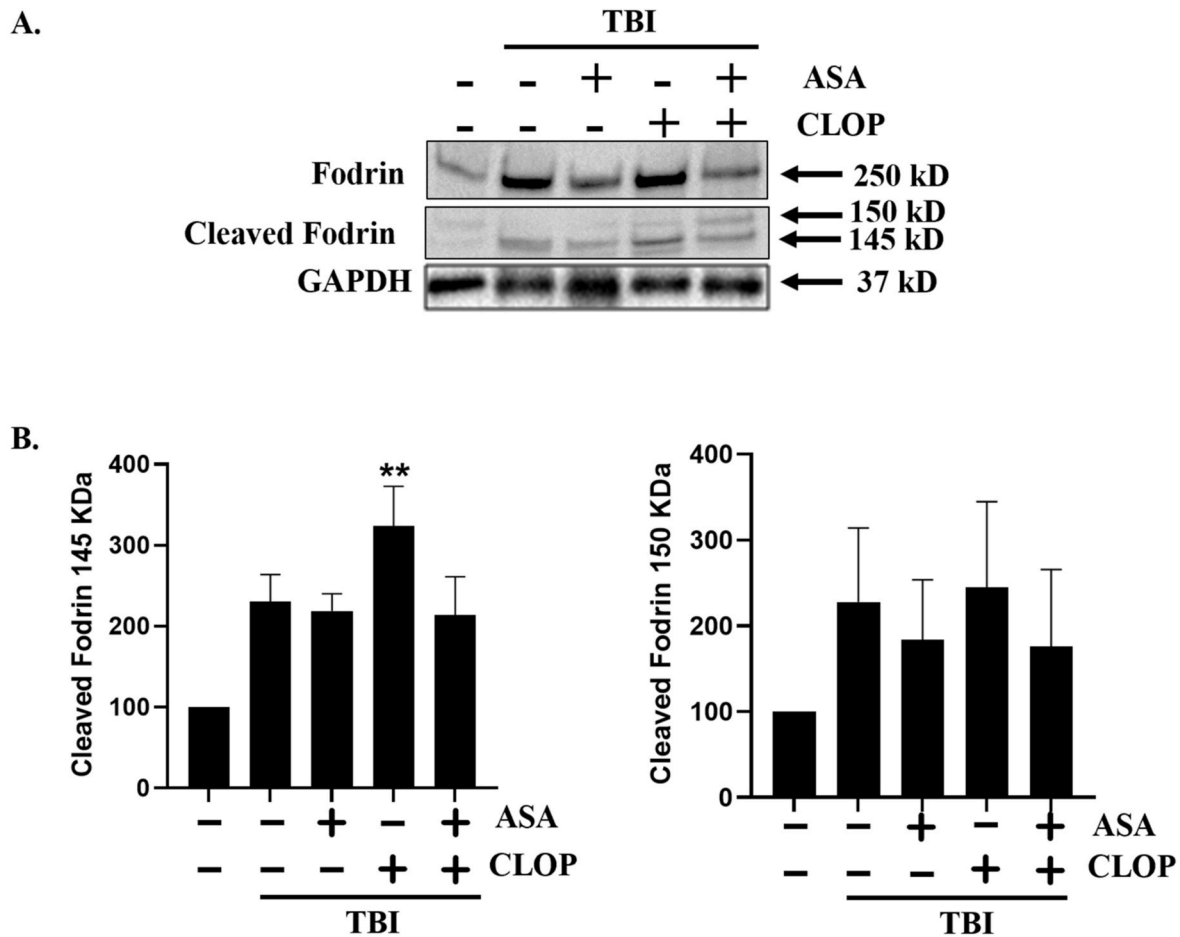 A.
TBI
- - + - + ASA
- - - + + CLOP
Fodrin 250 kD
150 kD
Cleaved Fodrin 145 kD
GAPDH 37 kD
B.
Cleaved Fodrin 145 KDa
400
300
200
100
0
**
- - + - + ASA
- - - + + CLOP
TBI
Cleaved Fodrin 150 KDa
400
300
200
100
0
- - + - + ASA
- - - + + CLOP
TBI